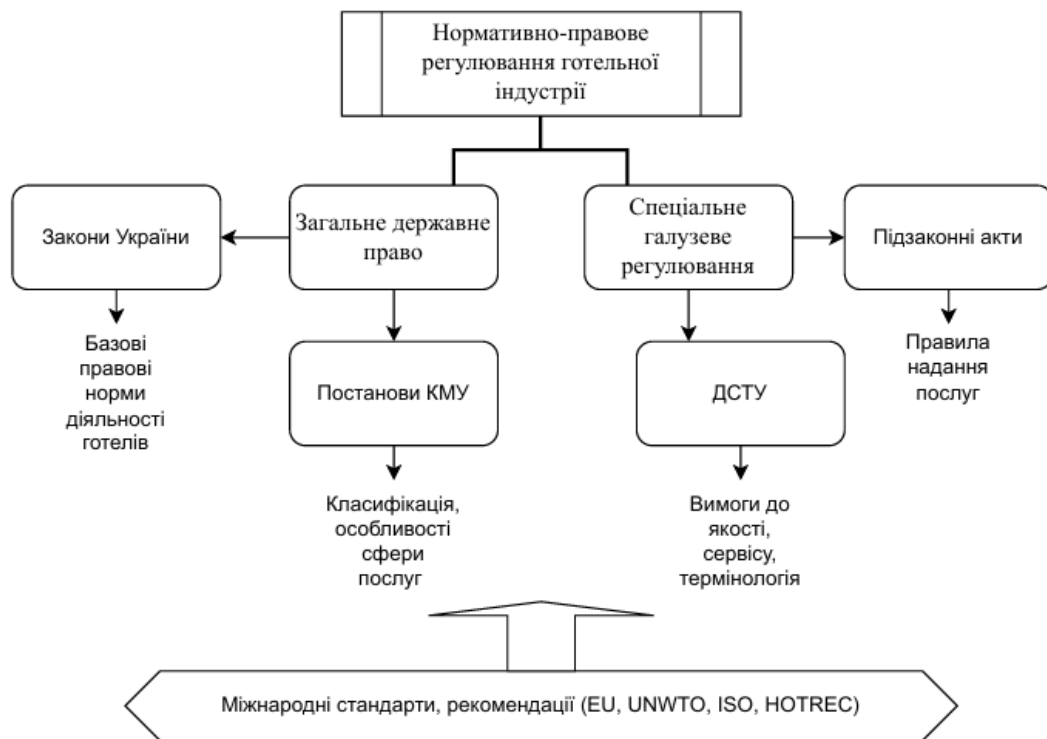 Нормативно-правове
регулювання готельної
індустрії
Закони України
Загальне державне
право
Спеціальне
галузеве
регулювання
Підзаконні акти
Базові
правові
норми
діяльності
готелів
Постанови КМУ
ДСТУ
Правила
надання
послуг
Класифікація,
особливості
сфери
послуг
Вимоги до
якості,
сервісу,
термінологія
Міжнародні стандарти, рекомендації (EU, UNWTO, ISO, HOTREC)